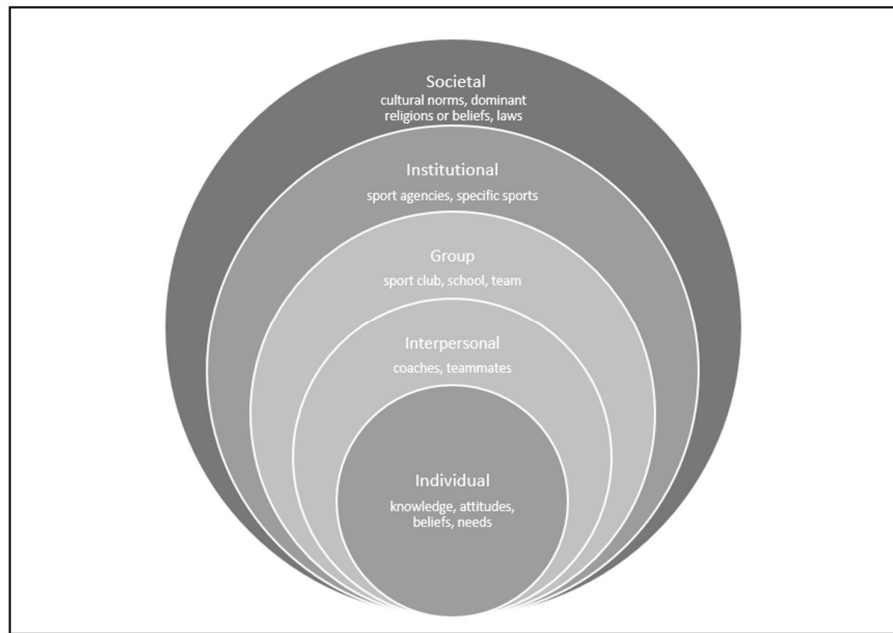 Societal
cultural norms, dominant
religions or beliefs, laws
Institutional
sport agencies, specific sports
Group
sport club, school, team
Interpersonal
coaches, teammates
Individual
knowledge, attitudes,
beliefs, needs